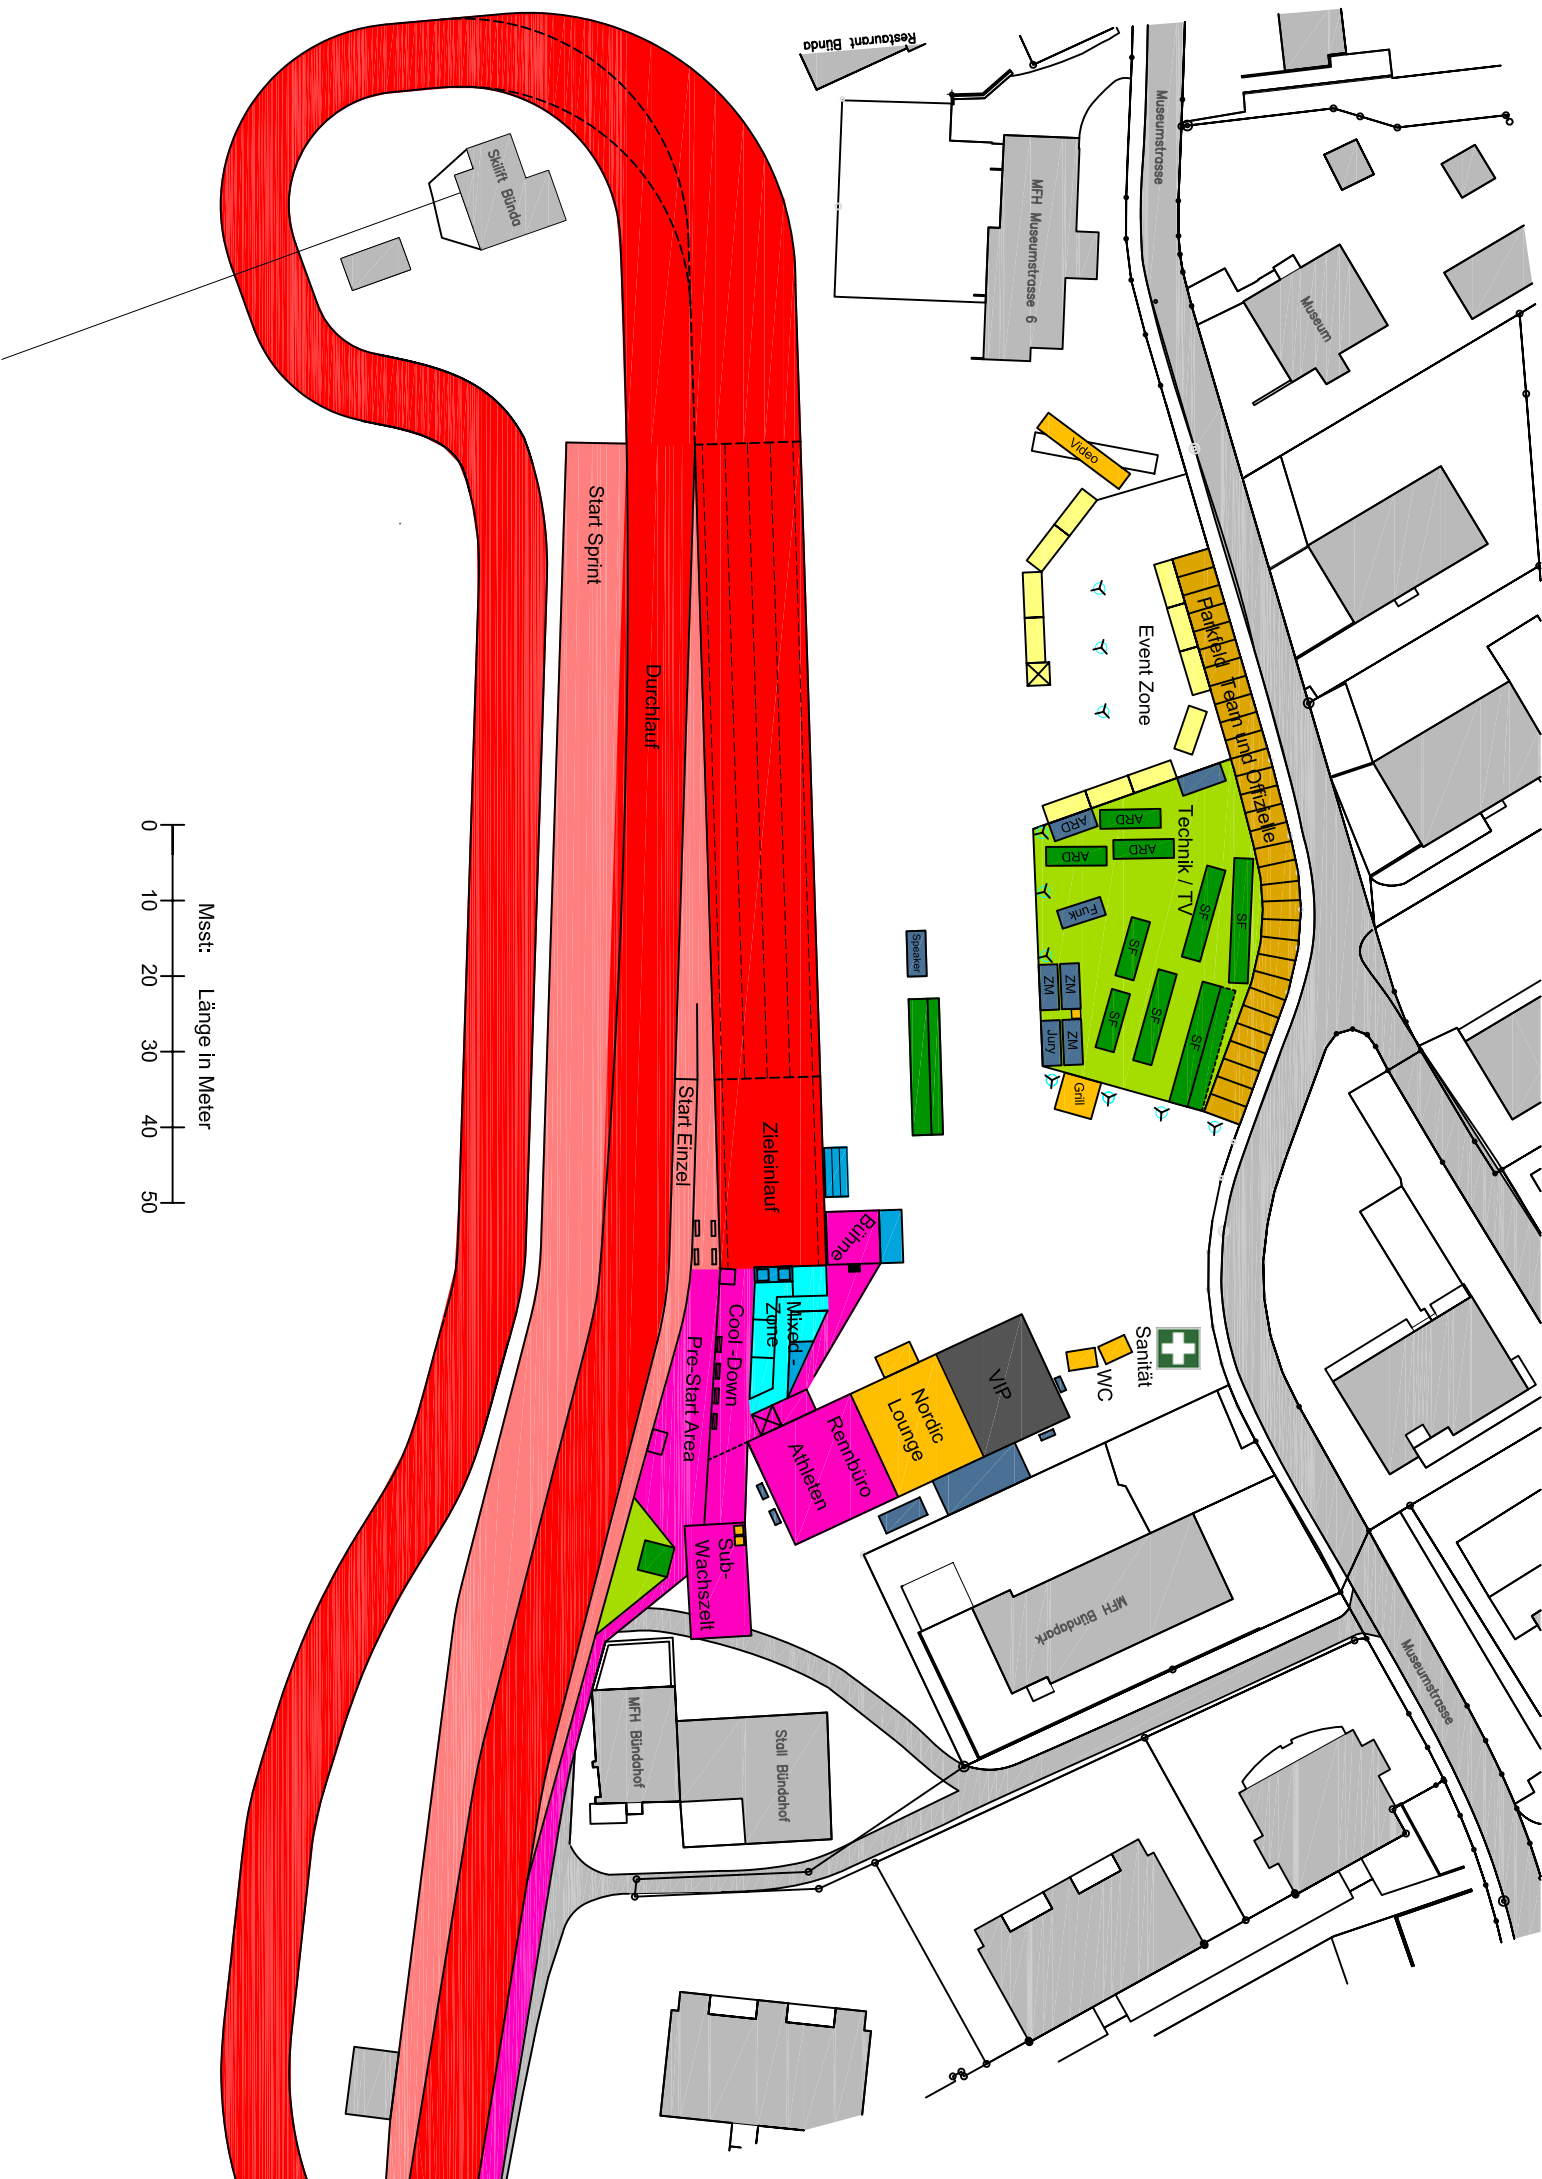 Restaurant Bünda
Museumstrasse
Skilift Bünda
MFH Museumstrasse 6
Museum
Video
Start Sprint
Durchlauf
Event Zone
Parkfeld Team und Offizielle
Technik / TV
ARD
ARD
ARD
ARD
Funk
SF
SF
SF
SF
SF
SF
ZM
ZM
ZM
Jury
Grill
Speaker
0
10
20
30
40
50
Msst: Länge in Meter
Start Einzel
Zieleinlauf
Bühne
Mixed -
Zone
Cool -Down
Pre-Start Area
Sanität
WC
VIP
Nordic
Lounge
Rennbüro
Athleten
Sub-
Wachszelt
MFH Bündapark
MFH Bündahof
Stall Bündahof
Museumstrasse